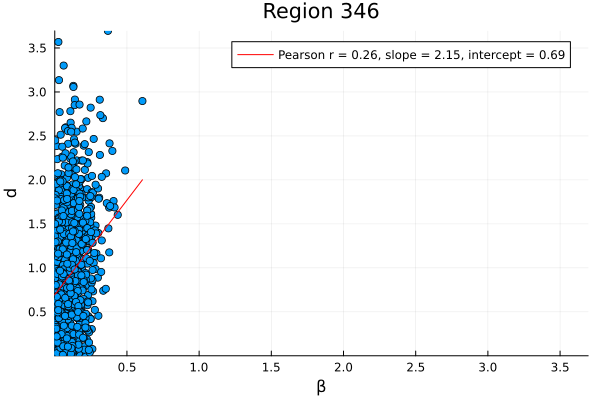 Region 346
Pearson r = 0.26, slope = 2.15, intercept = 0.69
3.5
3.0
2.5
2.0
1.5
1.0
0.5
d
0.5 1.0 1.5 2.0 2.5 3.0 3.5
β